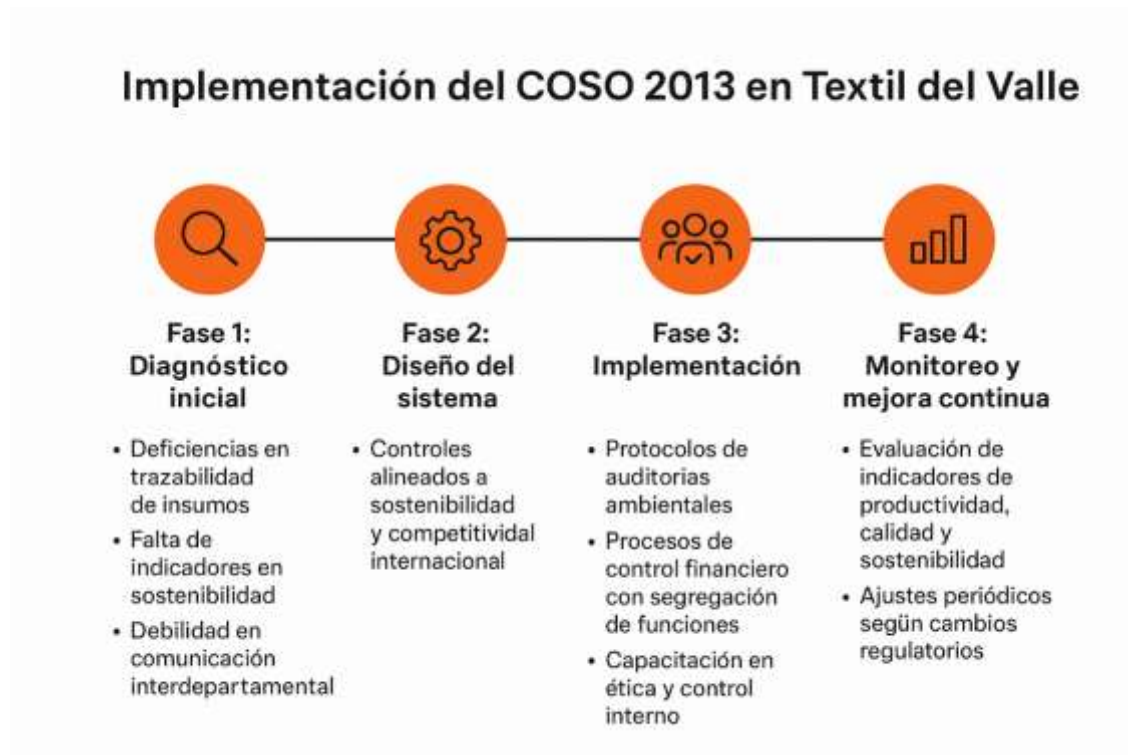 Implementación del COSO 2013 en Textil del Valle
Fase 1:
Diagnóstico
inicial
• Deficiencias en
trazabilidad
de insumos
• Falta de
indicadores en
sostenibilidad
• Debilidad en
comunicación
interdepartamental
Fase 2:
Diseño del
sistema
• Controles
alineados a
sostenibilidad
y competitividal
internacional
Fase 3:
Implementación
• Protocolos de
auditorias
ambientales
• Procesos de
control financiero
con segregación
de funciones
• Capacitación en
ética y control
interno
Fase 4:
Monitoreo y
mejora continua
• Evaluación de
indicadores de
productividad,
calidad y
sostenibilidad
• Ajustes periódicos
según cambios
regulatorios